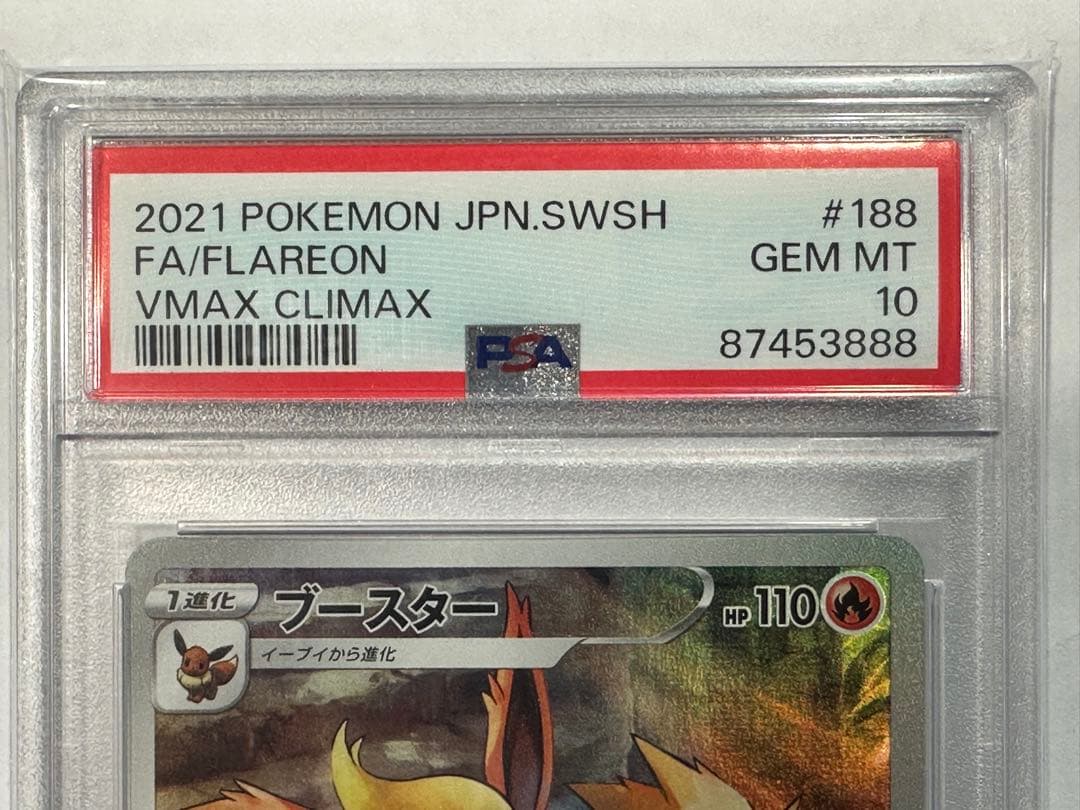 2021 POKEMON JPN.SWSH #188
FA/FLAREON GEM MT
VMAX CLIMAX 10
PSA 87453888
1進化 ブースター HP 110
イーブイから進化